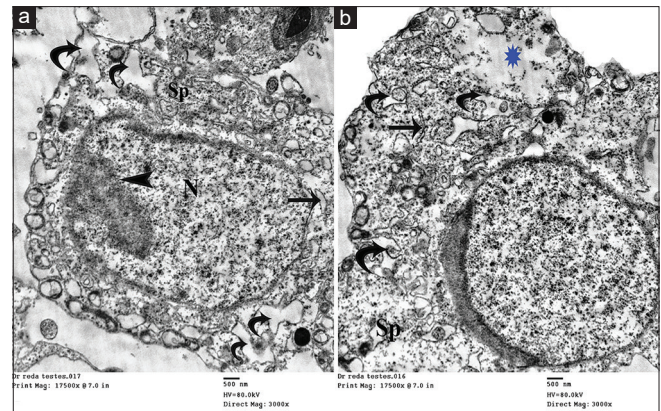 a
Sp
N
Dr reda testes.017
Print Mag: 17500x @ 7.0 in
500 nm
HV=80.0kV
Direct Mag: 3000x
b
Sp
Dr reda testes.016
Print Mag: 17500x @ 7.0 in
500 nm
HV=80.0kV
Direct Mag: 3000x